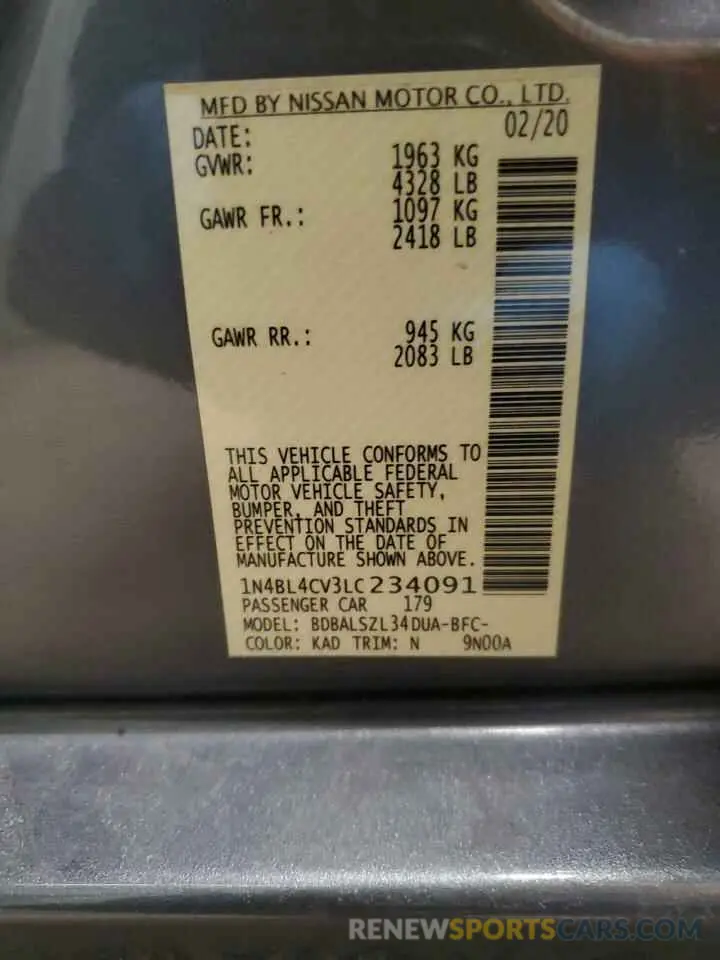 MFD BY NISSAN MOTOR CO., LTD.
DATE: 02/20
GVWR: 1963 KG
4328 LB
GAWR FR.: 1097 KG
2418 LB
GAWR RR.: 945 KG
2083 LB
THIS VEHICLE CONFORMS TO
ALL APPLICABLE FEDERAL
MOTOR VEHICLE SAFETY,
BUMPER, AND THEFT
PREVENTION STANDARDS IN
EFFECT ON THE DATE OF
MANUFACTURE SHOWN ABOVE.
1N4BL4CV3LC234091
PASSENGER CAR 179
MODEL: BDBALSZL34DUA-BFC-
COLOR: KAD TRIM: N 9N00A
RENEWSPORTSCARS.COM